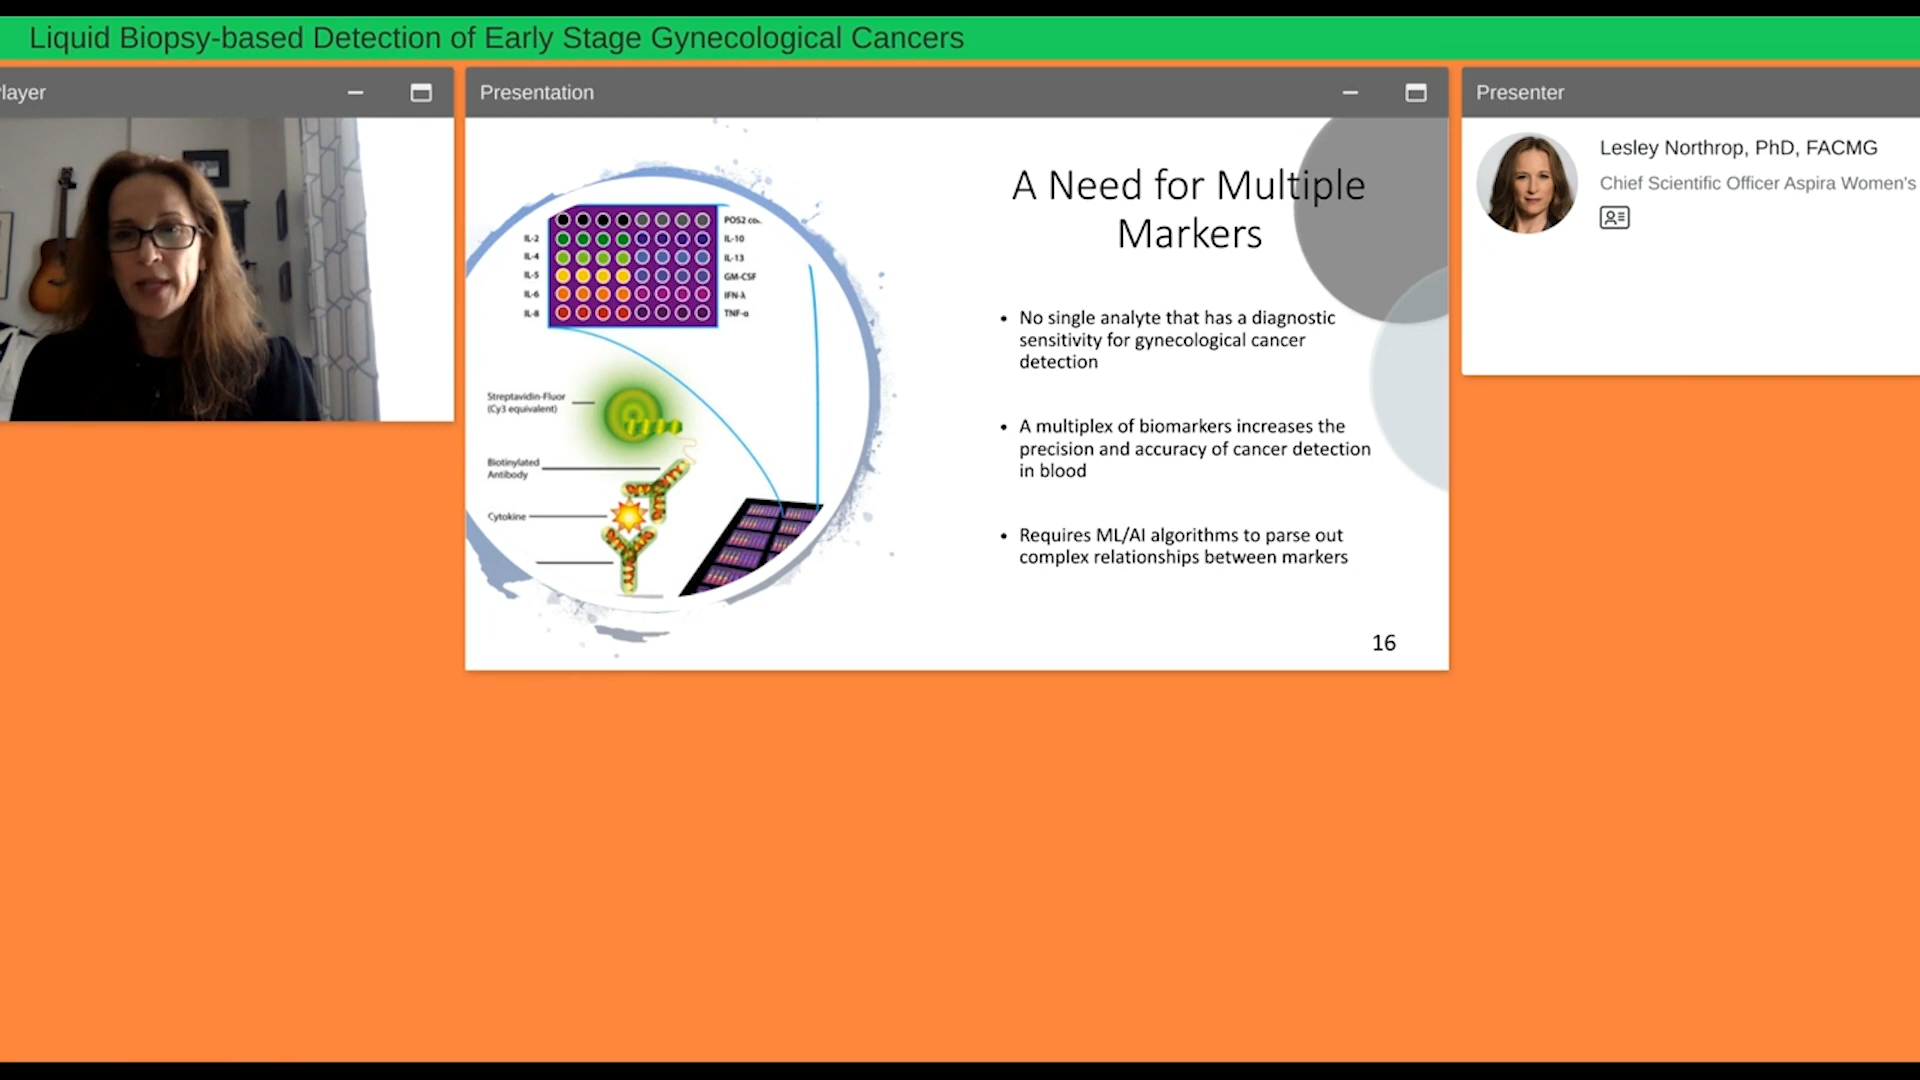 Liquid Biopsy-based Detection of Early Stage Gynecological Cancers
layer
Presentation
Presenter
Lesley Northrop, PhD, FACMG
Chief Scientific Officer Aspira Women's
A Need for Multiple
Markers
• No single analyte that has a diagnostic
sensitivity for gynecological cancer
detection
• A multiplex of biomarkers increases the
precision and accuracy of cancer detection
in blood
• Requires ML/AI algorithms to parse out
complex relationships between markers
16
POS2
IL-2
IL-10
IL-4
IL-13
IL-5
GM-CSF
IL-6
IFN-λ
IL-8
TNF-α
Streptavidin-Fluor
(Cy3 equivalent)
Biotinylated
Antibody
Cytokine